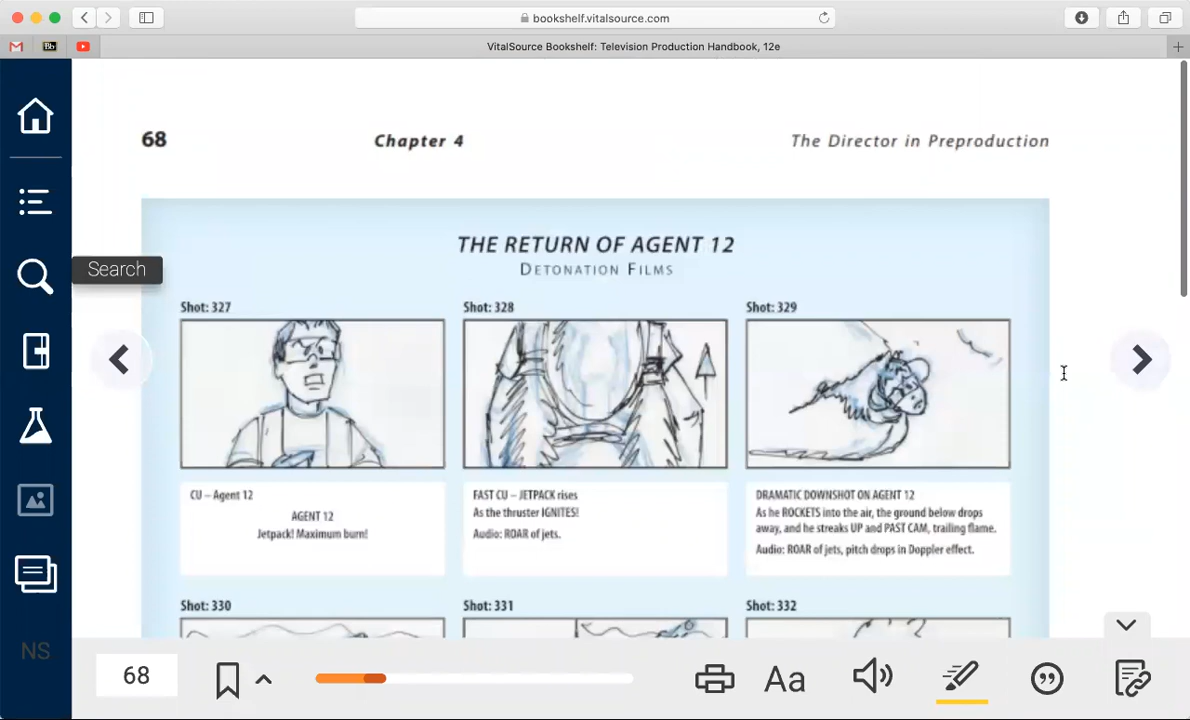 bookshelf.vitalsource.com
Bb
VitalSource Bookshelf: Television Production Handbook, 12e
68
Chapter 4
The Director in Preproduction
Search
THE RETURN OF AGENT 12
DETONATION FILMS
Shot: 327
Shot: 328
Shot: 329
CU – Agent 12
AGENT 12
Jetpack! Maximum burn!
FAST CU – JETPACK rises
As the thruster IGNITES!
Audio: ROAR of jets.
DRAMATIC DOWNSHOT ON AGENT 12
As he ROCKETS into the air, the ground below drops
away, and he streaks UP and PAST CAM, trailing flame.
Audio: ROAR of jets, pitch drops in Doppler effect.
Shot: 330
Shot: 331
Shot: 332
NS
68
Aa